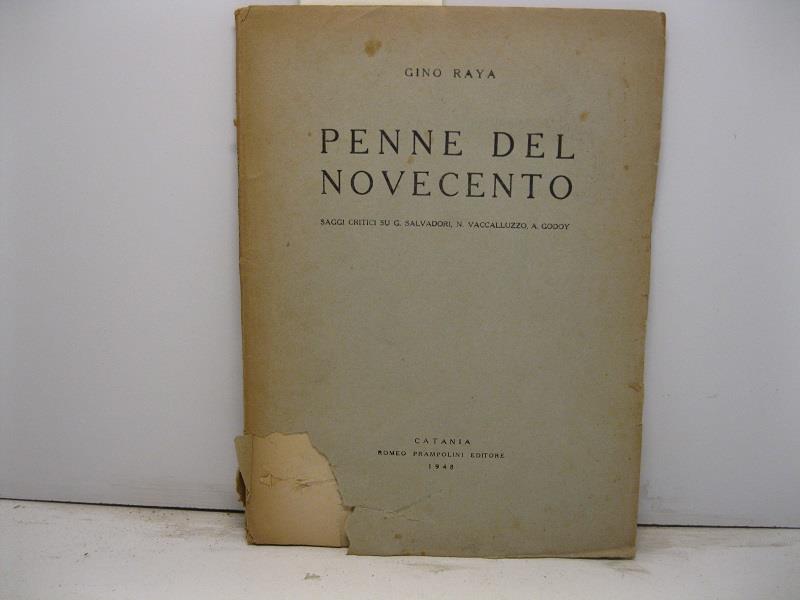 GINO RAYA
PENNE DEL
NOVECENTO
SAGGI CRITICI SU G. SALVADORI, N. VACCALLUZZO, A. GODOY
CATANIA
ROMEO PRAMPOLINI EDITORE
1948